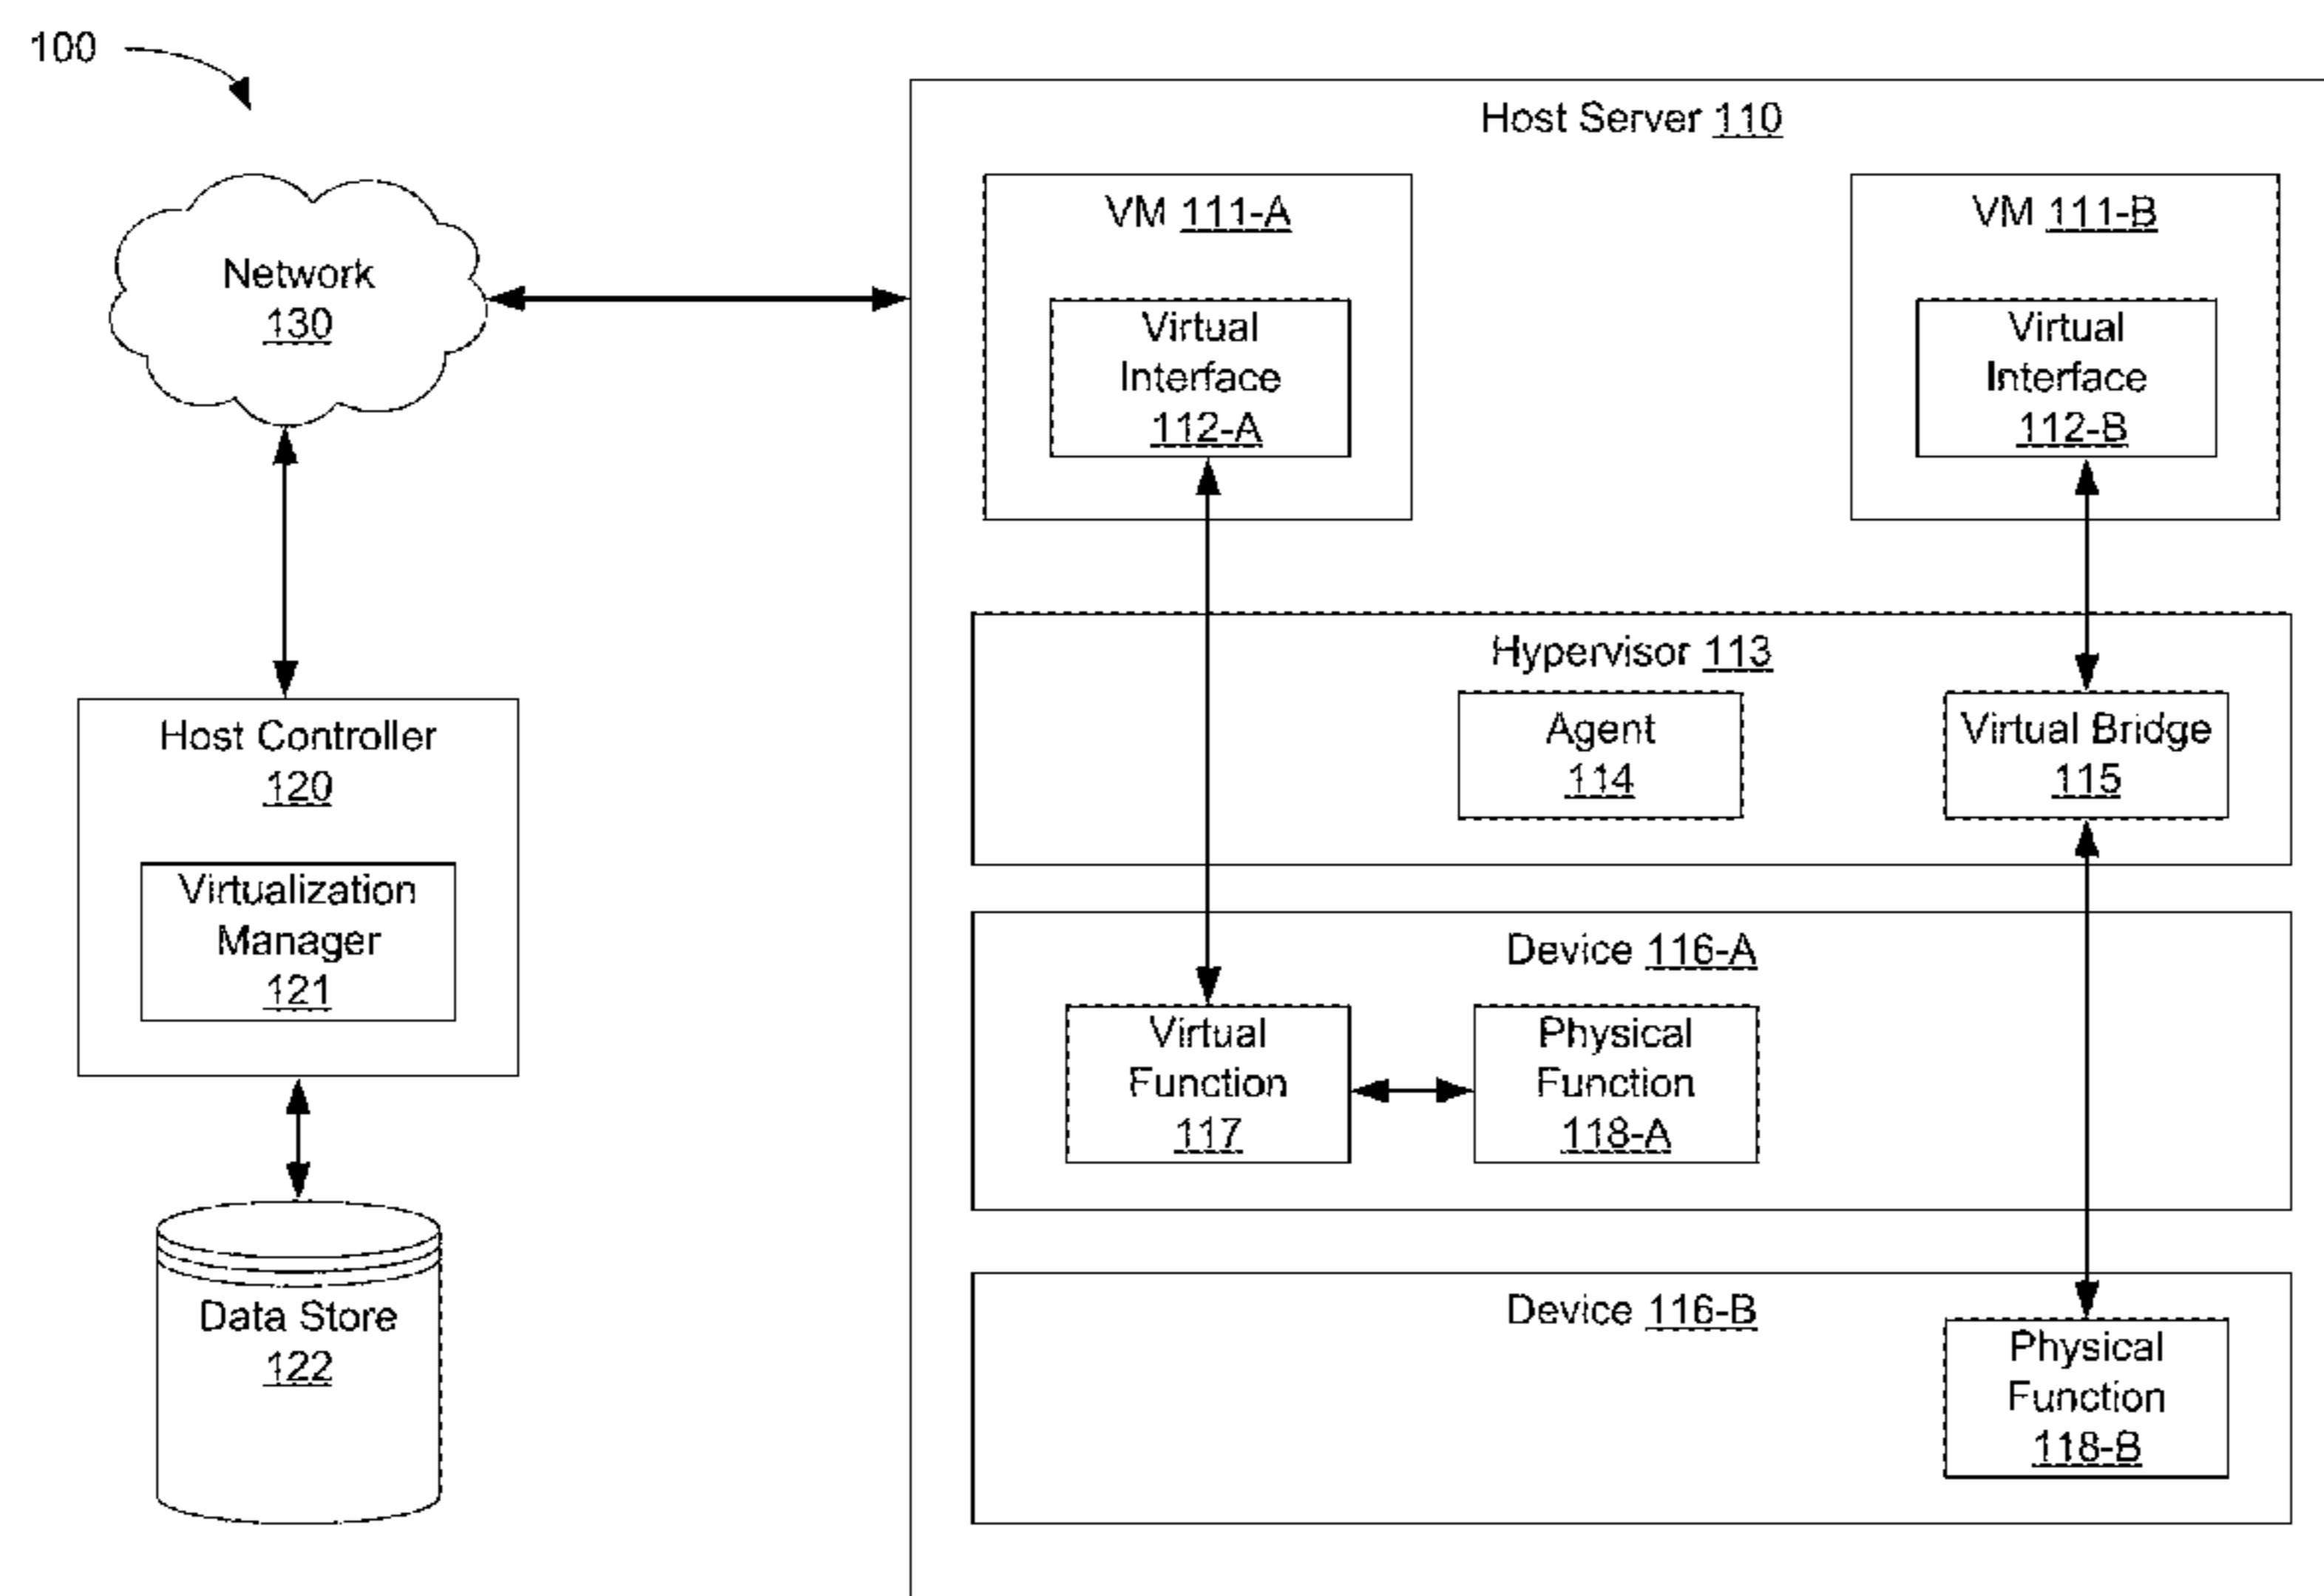 100
Network
130
Host Controller
120
Virtualization
Manager
121
Data Store
122
Host Server 110
VM 111-A
Virtual
Interface
112-A
VM 111-B
Virtual
Interface
112-B
Hypervisor 113
Agent
114
Virtual Bridge
115
Device 116-A
Virtual
Function
117
Physical
Function
118-A
Device 116-B
Physical
Function
118-B